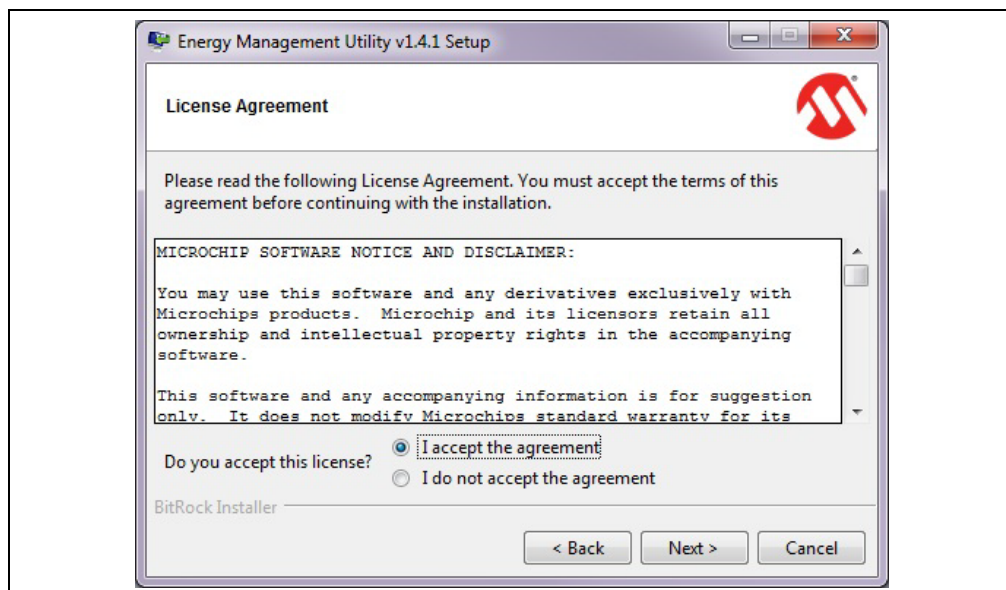 Energy Management Utility v1.4.1 Setup
License Agreement
Please read the following License Agreement. You must accept the terms of this
agreement before continuing with the installation.
MICROCHIP SOFTWARE NOTICE AND DISCLAIMER:
You may use this software and any derivatives exclusively with
Microchips products.  Microchip and its licensors retain all
ownership and intellectual property rights in the accompanying
software.
This software and any accompanying information is for suggestion
only.  It does not modify Microchips standard warranty for its
Do you accept this license?
I accept the agreement
I do not accept the agreement
BitRock Installer
< Back
Next >
Cancel